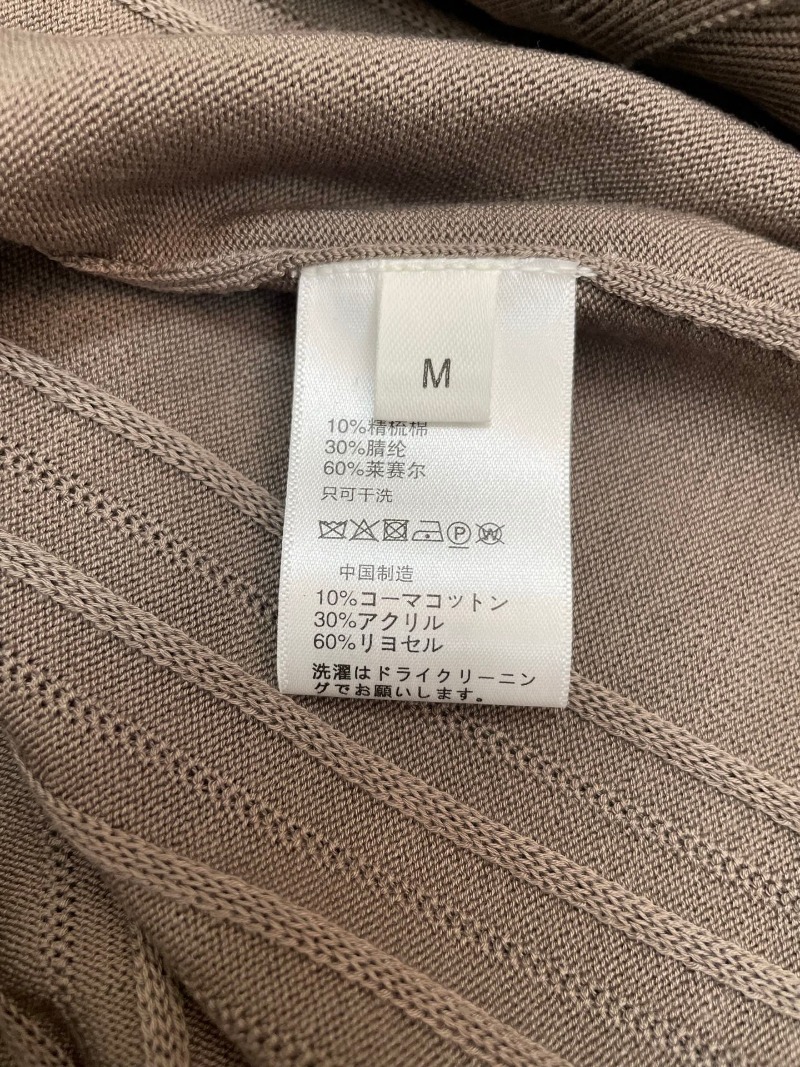 M
10%精梳棉
30%腈纶
60%莱赛尔
只可干洗
P W
中国制造
10%コーマコットン
30%アクリル
60%リヨセル
洗濯はドライクリーニン
グでお願いします。